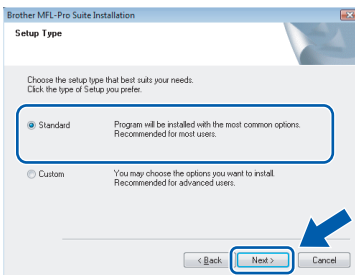 Brother MFL-Pro Suite Installation
Setup Type
Choose the setup type that best suits your needs.
Click the type of Setup you prefer.
Standard
Program will be installed with the most common options.
Recommended for most users.
Custom
You may choose the options you want to install.
Recommended for advanced users.
< Back
Next >
Cancel